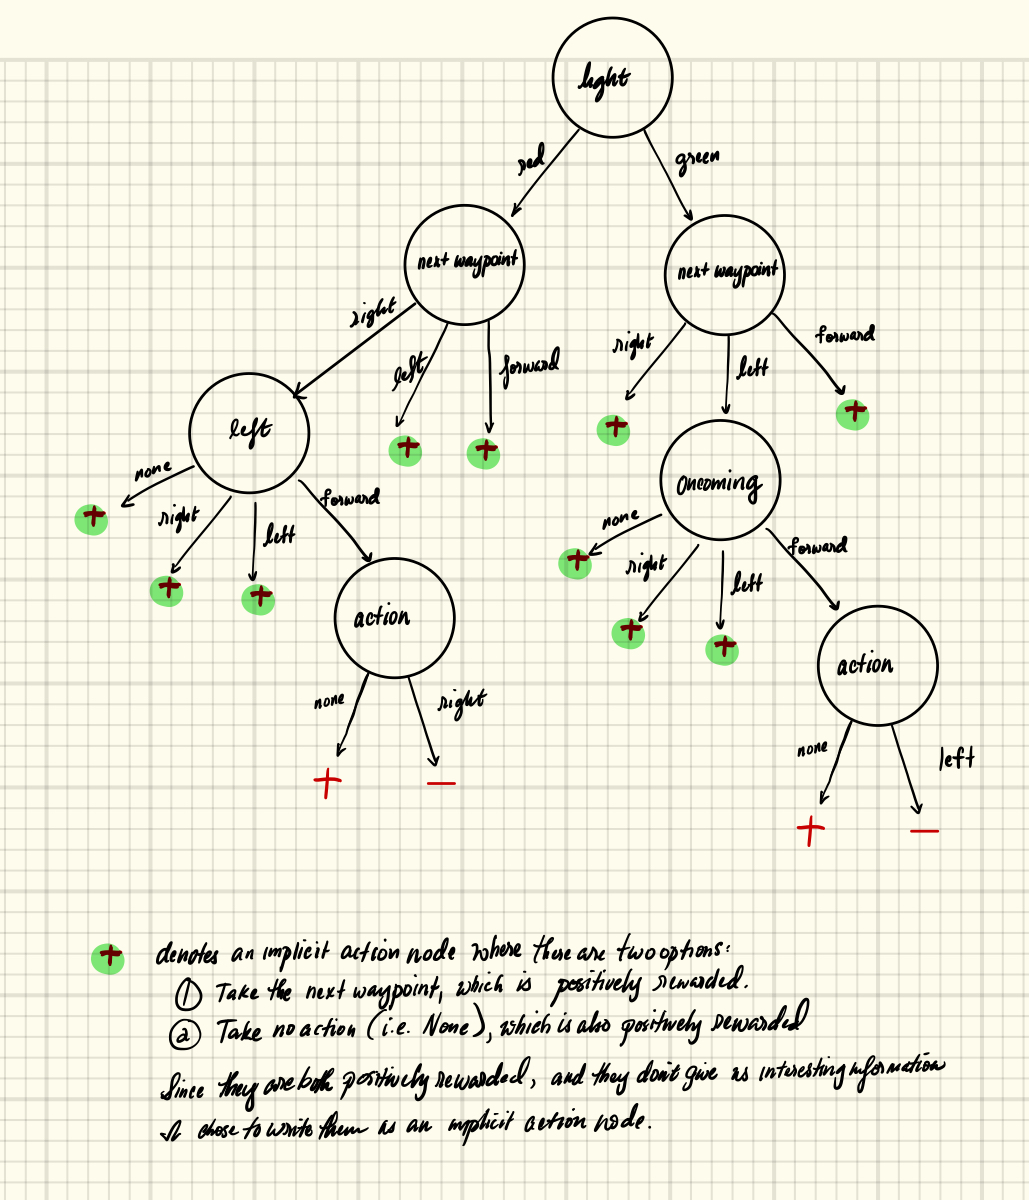 light
red
green
next waypoint
next waypoint
right
left
forward
right
left
forward
left
oncoming
none
right
left
forward
none
right
left
forward
action
action
none
right
none
left
+ denotes an implicit action node where there are two options:
① Take the next waypoint, which is positively rewarded.
② Take no action (i.e. None), which is also positively rewarded
Since they are both positively rewarded, and they don't give us interesting information
I chose to write them as an implicit action node.